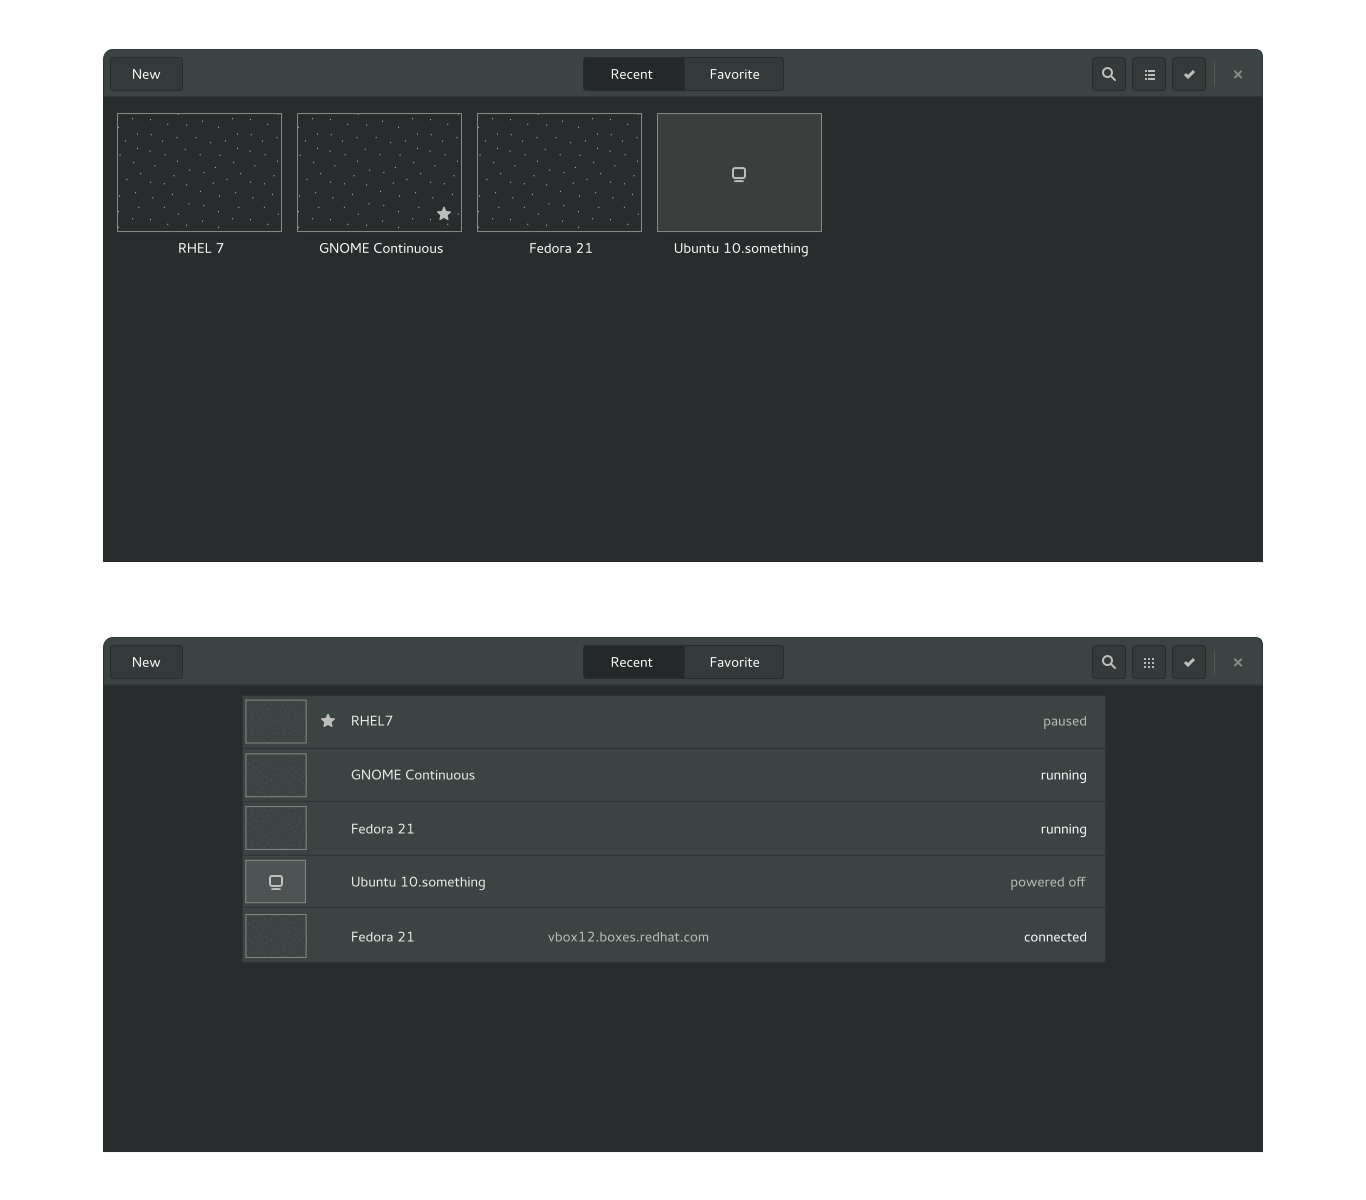 New
Recent
Favorite
RHEL 7
GNOME Continuous
Fedora 21
Ubuntu 10.something
New
Recent
Favorite
RHEL7
paused
GNOME Continuous
running
Fedora 21
running
Ubuntu 10.something
powered off
Fedora 21
vbox12.boxes.redhat.com
connected